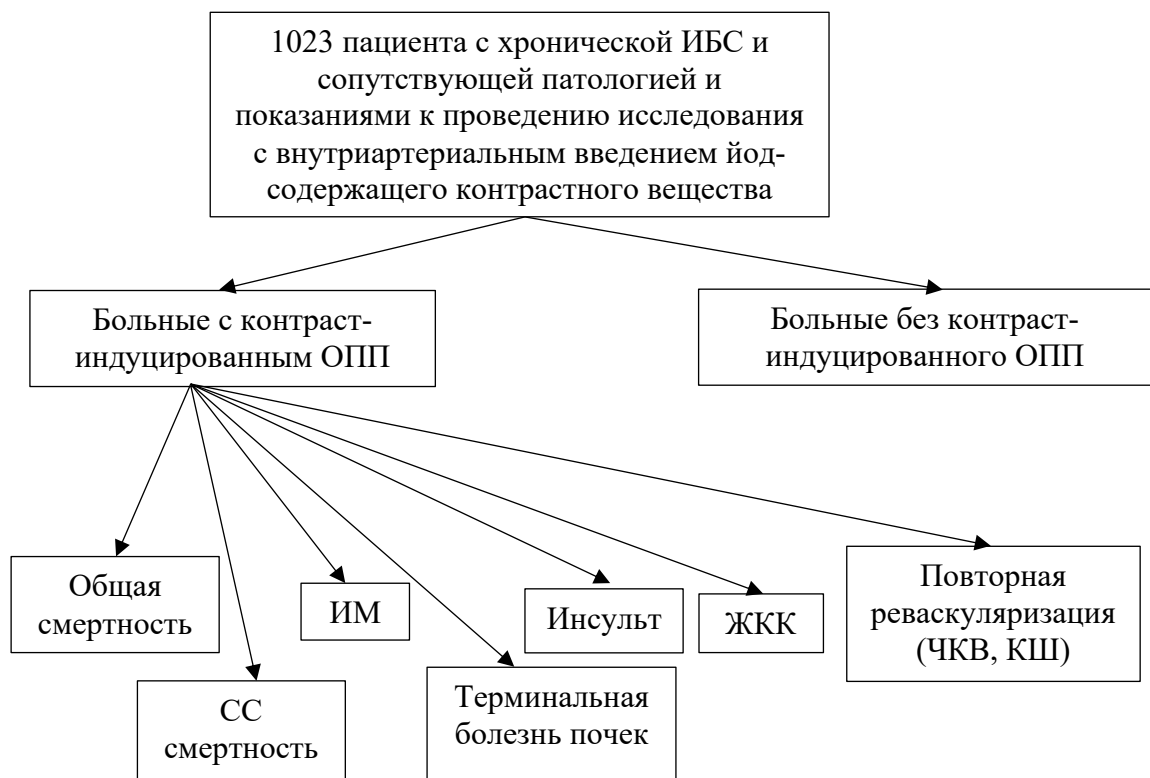 1023 пациента с хронической ИБС и
сопутствующей патологией и
показаниями к проведению исследования
с внутриартериальным введением йод-
содержащего контрастного вещества
Больные с контраст-
индуцированным ОПП
Больные без контраст-
индуцированного ОПП
Общая
смертность
ИМ
Инсульт
ЖКК
Повторная
реваскуляризация
(ЧКВ, КШ)
СС
смертность
Терминальная
болезнь почек